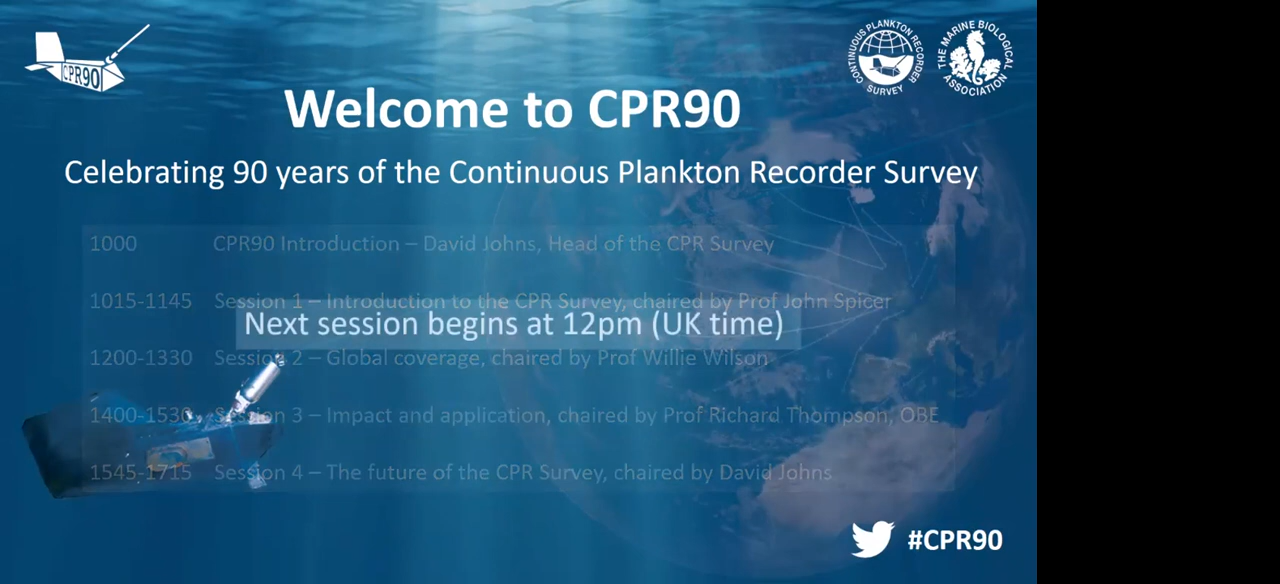 CPR90
CONTINUOUS PLANKTON RECORDER SURVEY
THE MARINE BIOLOGICAL ASSOCIATION
Welcome to CPR90
Celebrating 90 years of the Continuous Plankton Recorder Survey
1000 CPR90 Introduction – David Johns, Head of the CPR Survey
1015-1145 Session 1 – Introduction to the CPR Survey, chaired by Prof John Spicer
Next session begins at 12pm (UK time)
1200-1330 Session 2 – Global coverage, chaired by Prof Willie Wilson
1400-1530 Session 3 – Impact and application, chaired by Prof Richard Thompson, OBE
1545-1715 Session 4 – The future of the CPR Survey, chaired by David Johns
#CPR90